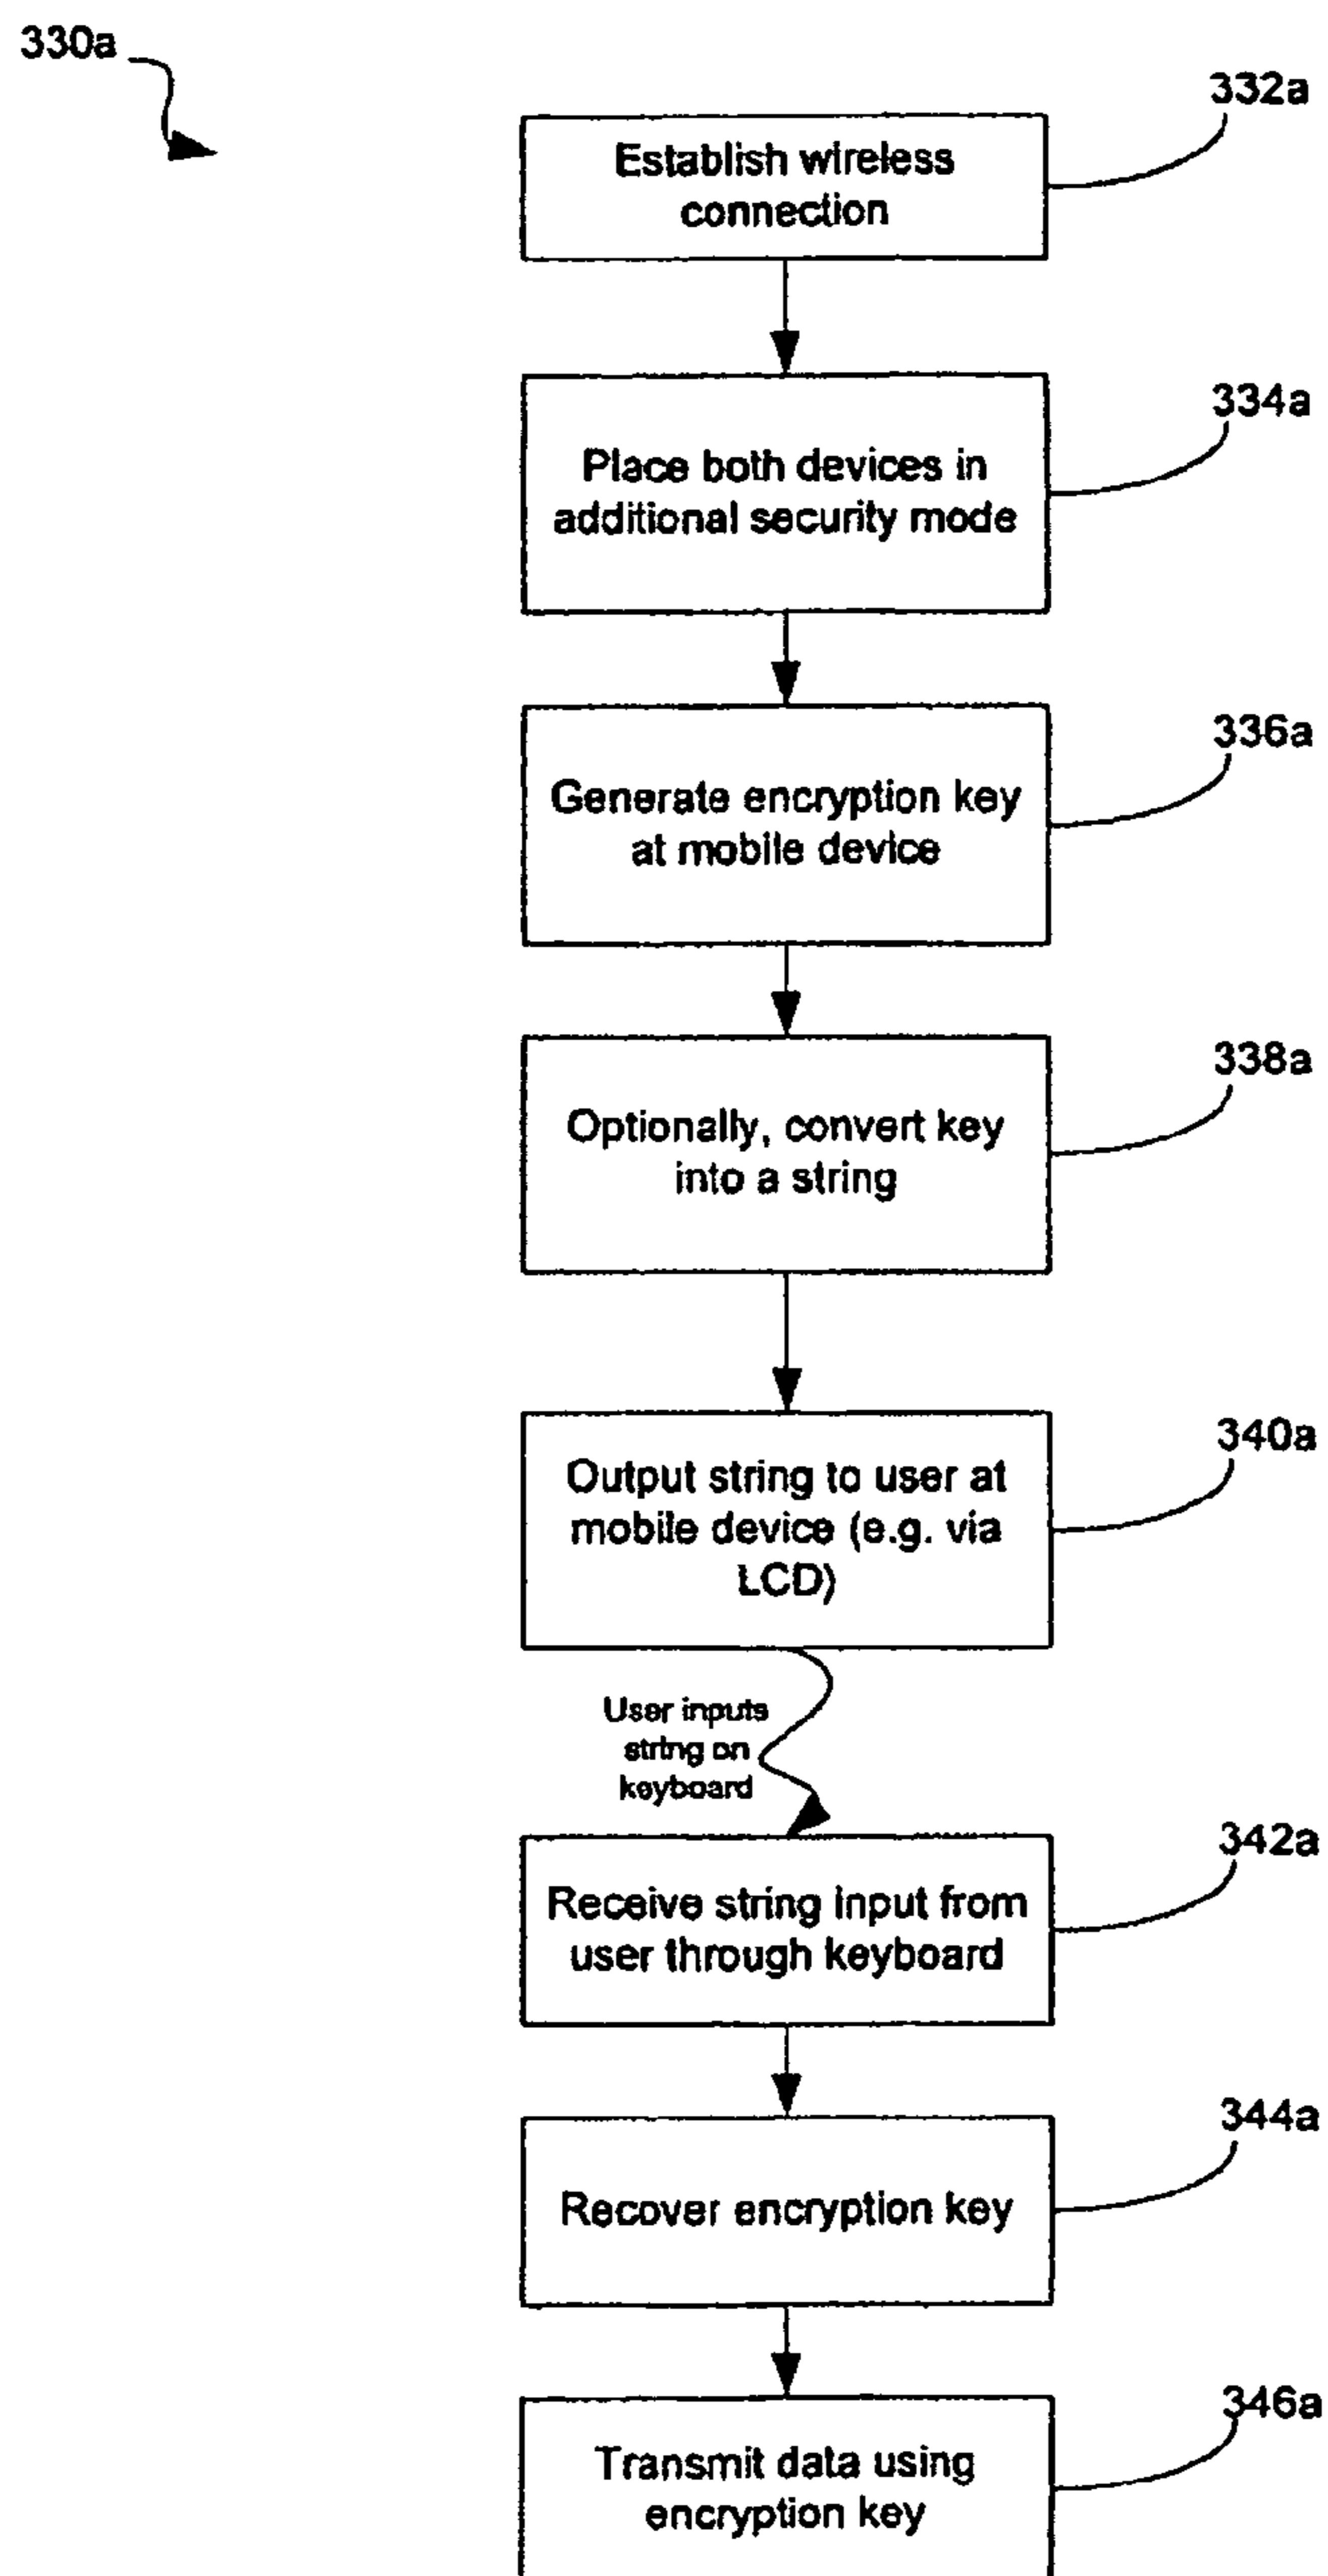 330a
332a
Establish wireless
connection
334a
Place both devices in
additional security mode
336a
Generate encryption key
at mobile device
338a
Optionally, convert key
into a string
340a
Output string to user at
mobile device (e.g. via
LCD)
User inputs
string on
keyboard
342a
Receive string input from
user through keyboard
344a
Recover encryption key
346a
Transmit data using
encryption key